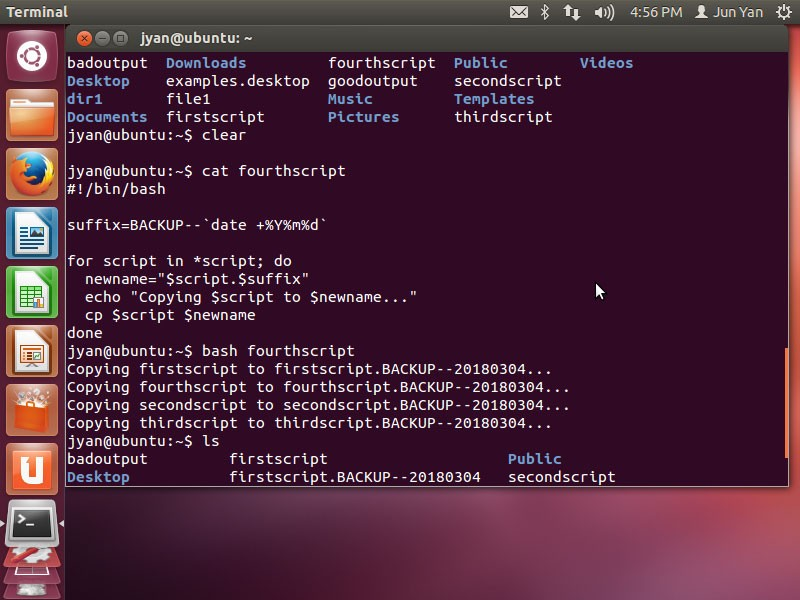 Terminal 4:56 PM Jun Yan
jyan@ubuntu: ~
badoutput Downloads fourthscript Public Videos
Desktop examples.desktop goodoutput secondscript
dir1 file1 Music Templates
Documents firstscript Pictures thirdscript
jyan@ubuntu:~$ clear
jyan@ubuntu:~$ cat fourthscript
#!/bin/bash
suffix=BACKUP--`date +%Y%m%d`
for script in *script; do
newname="$script.$suffix"
echo "Copying $script to $newname..."
cp $script $newname
done
jyan@ubuntu:~$ bash fourthscript
Copying firstscript to firstscript.BACKUP--20180304...
Copying fourthscript to fourthscript.BACKUP--20180304...
Copying secondscript to secondscript.BACKUP--20180304...
Copying thirdscript to thirdscript.BACKUP--20180304...
jyan@ubuntu:~$ ls
badoutput firstscript Public
Desktop firstscript.BACKUP--20180304 secondscript